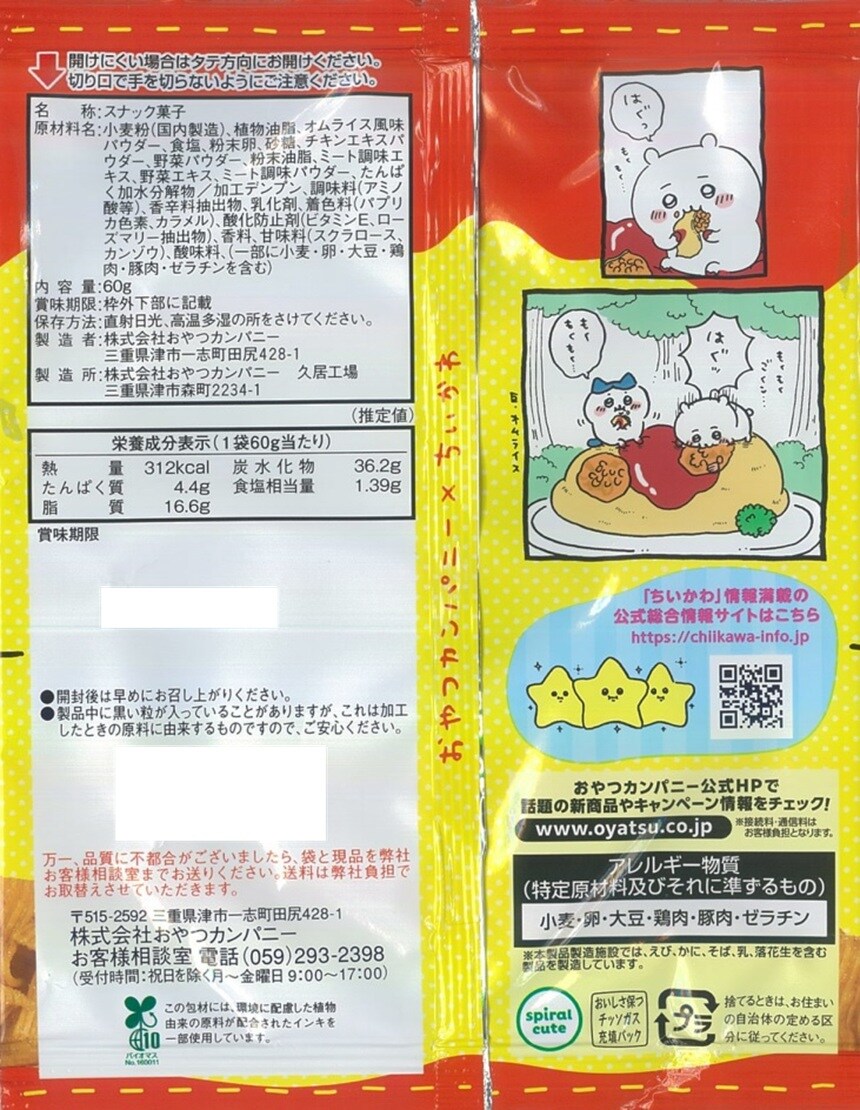 開けにくい場合はタテ方向にお開けください。
切り口で手を切らないようにご注意ください。
名　　称:スナック菓子
原材料名:小麦粉(国内製造)、植物油脂、オムライス風味
パウダー、食塩、粉末卵、砂糖、チキンエキスパ
ウダー、野菜パウダー、粉末油脂、ミート調味エ
キス、野菜エキス、ミート調味パウダー、たんぱ
く加水分解物／加工デンプン、調味料(アミノ
酸等)、香辛料抽出物、乳化剤、着色料(パプリ
カ色素、カラメル)、酸化防止剤(ビタミンE、ロー
ズマリー抽出物)、香料、甘味料(スクラロース、
カンゾウ)、酸味料、(一部に小麦・卵・大豆・鶏
肉・豚肉・ゼラチンを含む)
内 容 量:60g
賞味期限:枠外下部に記載
保存方法:直射日光、高温多湿の所をさけてください。
製 造 者:株式会社おやつカンパニー
三重県津市一志町田尻428-1
製 造 所:株式会社おやつカンパニー　久居工場
三重県津市森町2234-1
(推定値)
栄養成分表示(1袋60g当たり)
熱　　量　312kcal　炭水化物　36.2g
たんぱく質　4.4g　食塩相当量　1.39g
脂　　質　16.6g
賞味期限
●開封後は早めにお召し上がりください。
●製品中に黒い粒が入っていることがありますが、これは加工
したときの原料に由来するものですので、ご安心ください。
万一、品質に不都合がございましたら、袋と現品を弊社
お客様相談室までお送りください。送料は弊社負担で
お取替えさせていただきます。
〒515-2592 三重県津市一志町田尻428-1
株式会社おやつカンパニー
お客様相談室 電話(059)293-2398
(受付時間:祝日を除く月～金曜日 9:00～17:00)
この包材には、環境に配慮した植物
由来の原料が配合されたインキを
一部使用しています。
10
バイオマス
No.160011
おやつカンパニー×ちいかわ
はぐっ
もぐもぐ…
もぐもぐ…
はぐッ
もぐもぐ
ごくン…
巨・オムライス
「ちいかわ」情報満載の
公式総合情報サイトはこちら
https://chiikawa-info.jp
おやつカンパニー公式HPで
話題の新商品やキャンペーン情報をチェック!
www.oyatsu.co.jp
※接続料・通信料は
お客様負担となります。
アレルギー物質
(特定原材料及びそれに準ずるもの)
小麦・卵・大豆・鶏肉・豚肉・ゼラチン
※本製品製造施設では、えび、かに、そば、乳、落花生を含む
製品を製造しています。
spiral
cute
おいしさ保つ
チッソガス
充填パック
プラ
捨てるときは、お住まい
の自治体の定める区
分に従ってください。